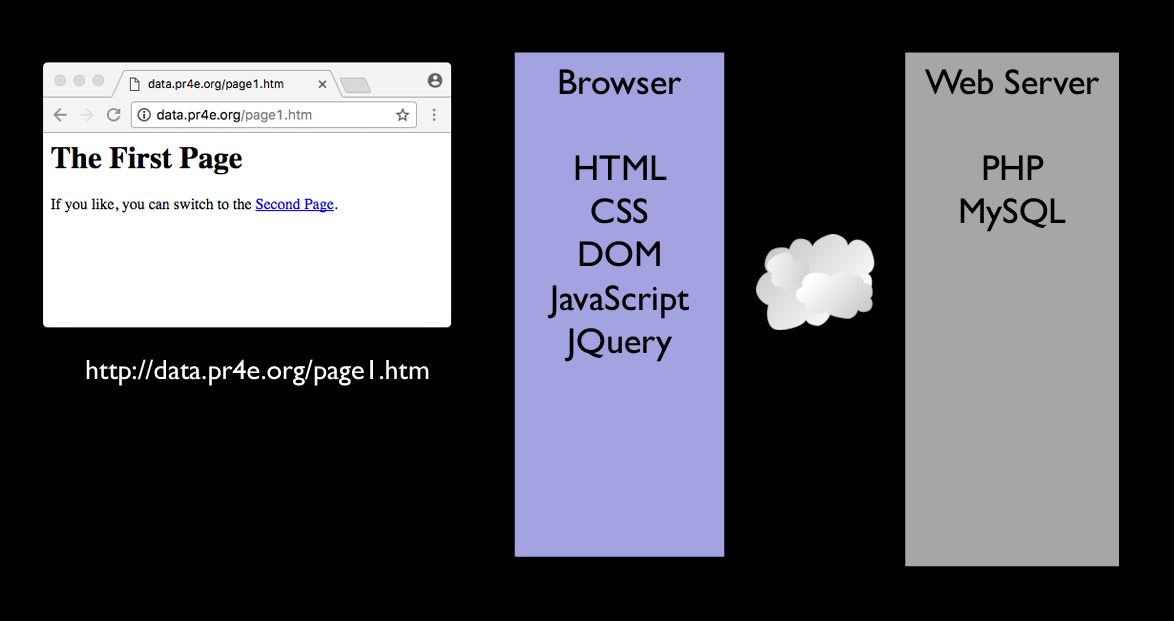 data.pr4e.org/page1.htm
data.pr4e.org/page1.htm
The First Page
If you like, you can switch to the Second Page.
http://data.pr4e.org/page1.htm
Browser
HTML
CSS
DOM
JavaScript
JQuery
Web Server
PHP
MySQL